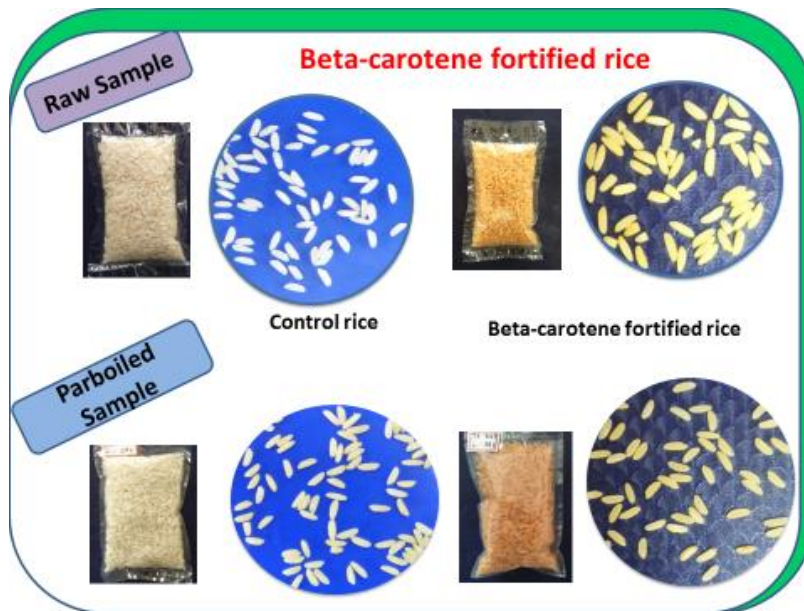 Beta-carotene fortified rice
Raw Sample
Control rice
Beta-carotene fortified rice
Parboiled
Sample